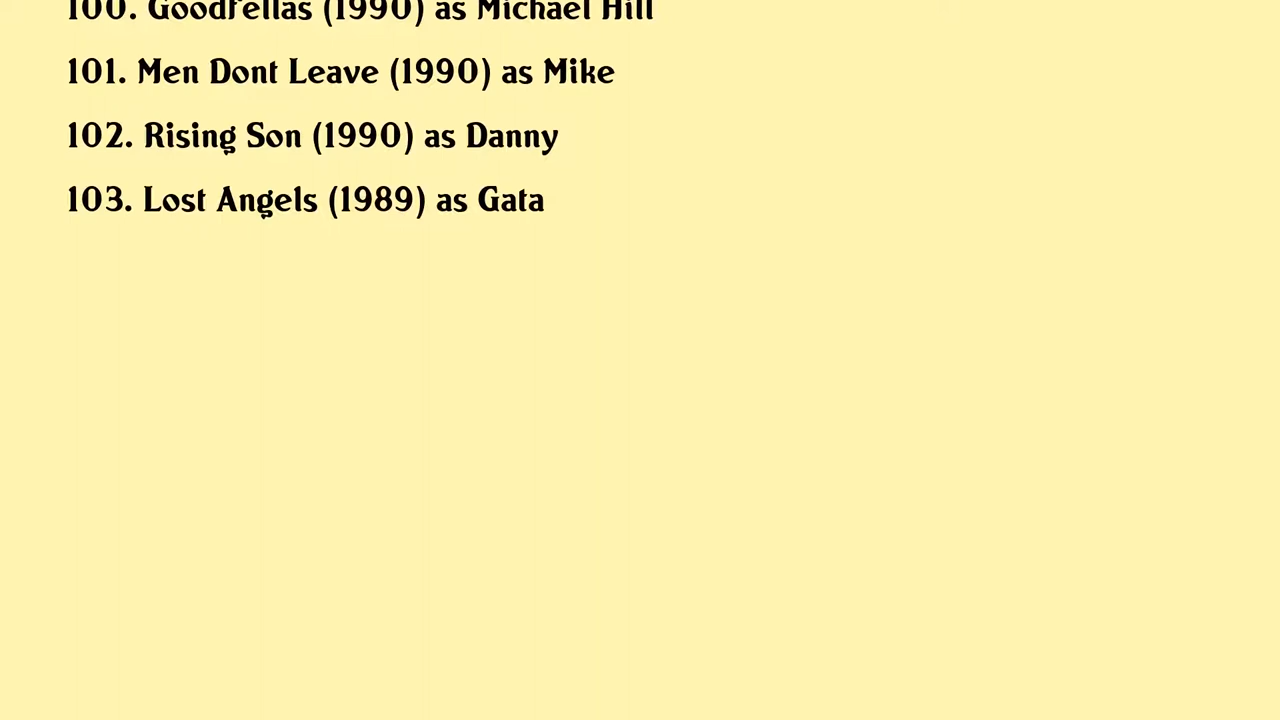 100. Goodfellas (1990) as Michael Hill
101. Men Dont Leave (1990) as Mike
102. Rising Son (1990) as Danny
103. Lost Angels (1989) as Gata